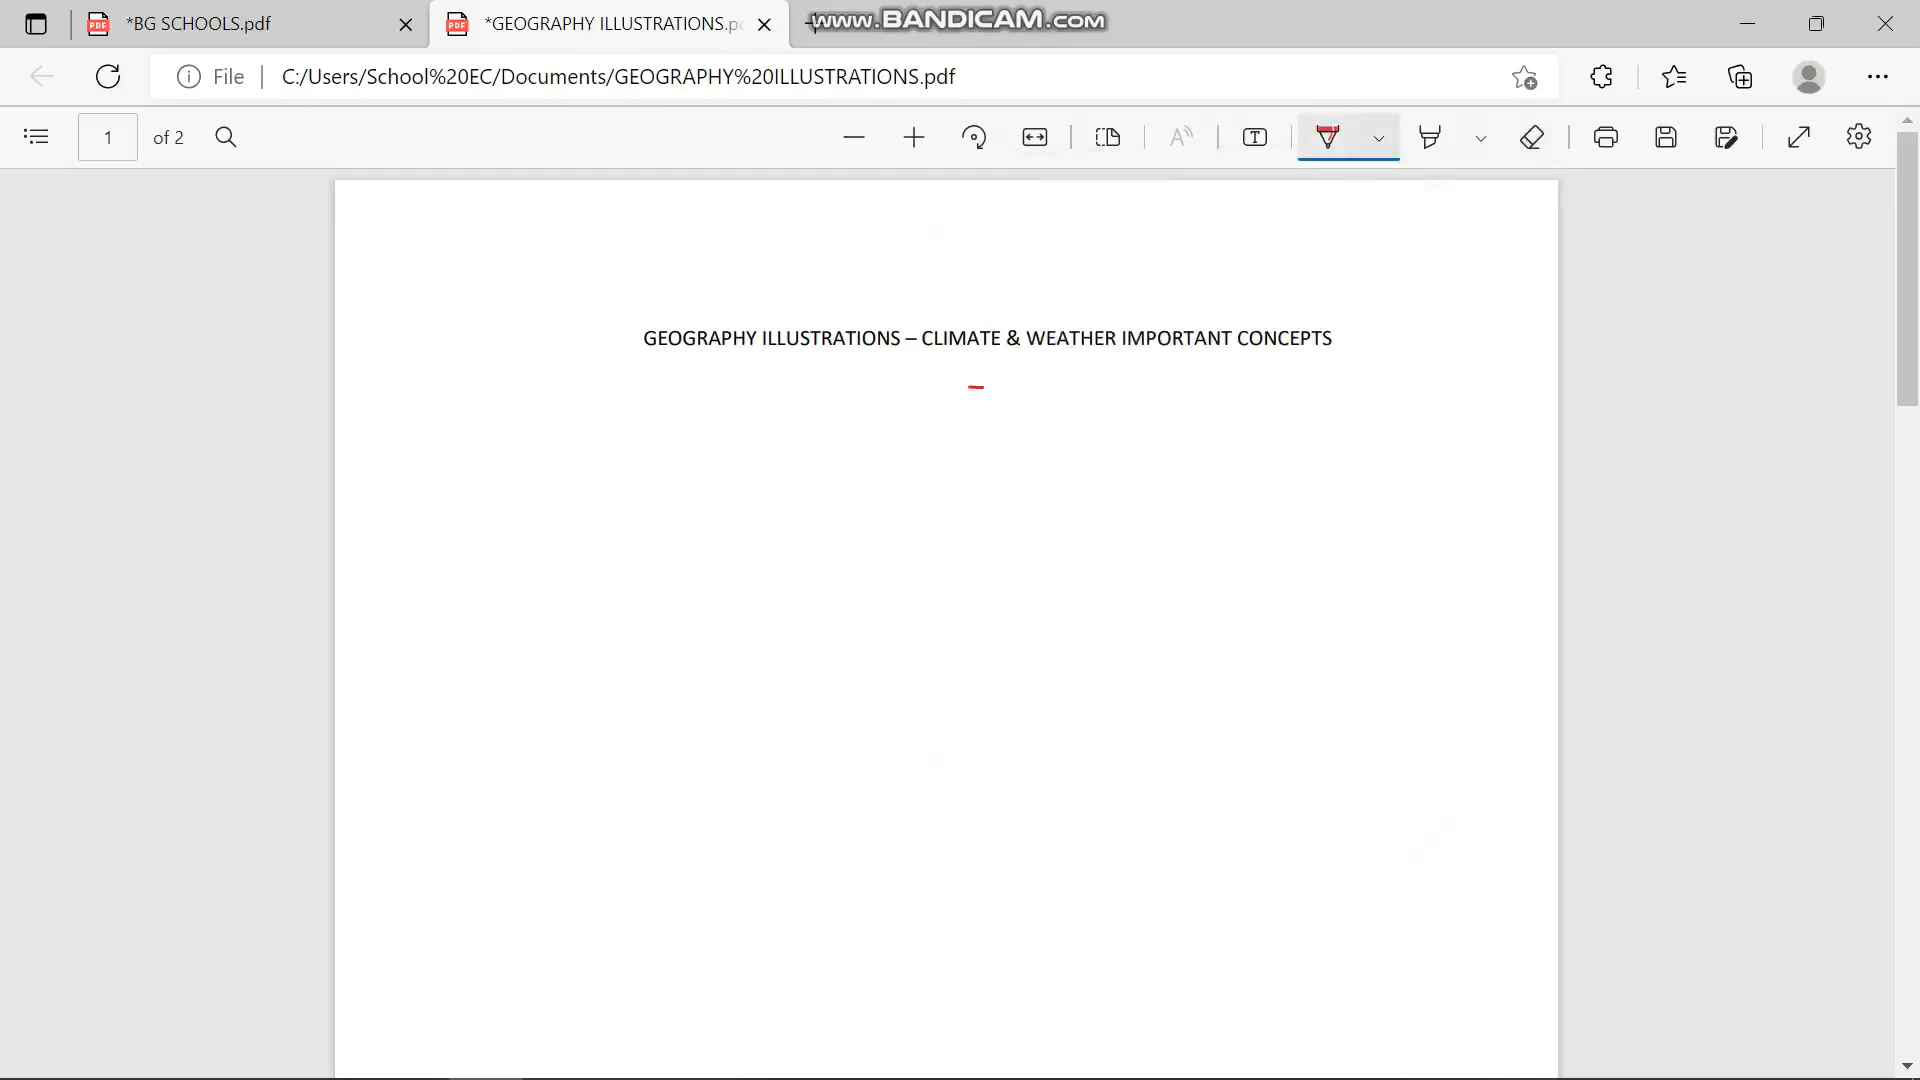 *BG SCHOOLS.pdf
*GEOGRAPHY ILLUSTRATIONS.pd
www.BANDICAM.com
File
C:/Users/School%20EC/Documents/GEOGRAPHY%20ILLUSTRATIONS.pdf
1 of 2
GEOGRAPHY ILLUSTRATIONS – CLIMATE & WEATHER IMPORTANT CONCEPTS